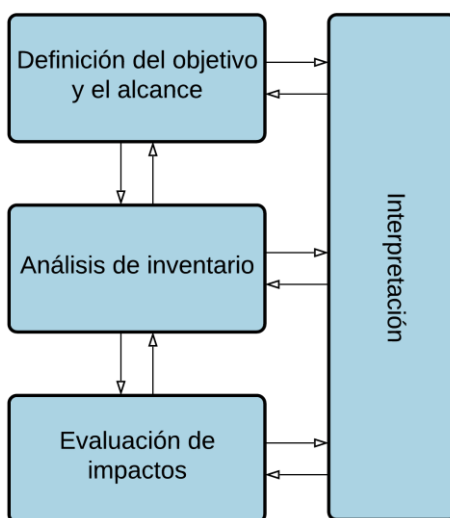 Definición del objetivo
y el alcance
Análisis de inventario
Evaluación de
impactos
Interpretación